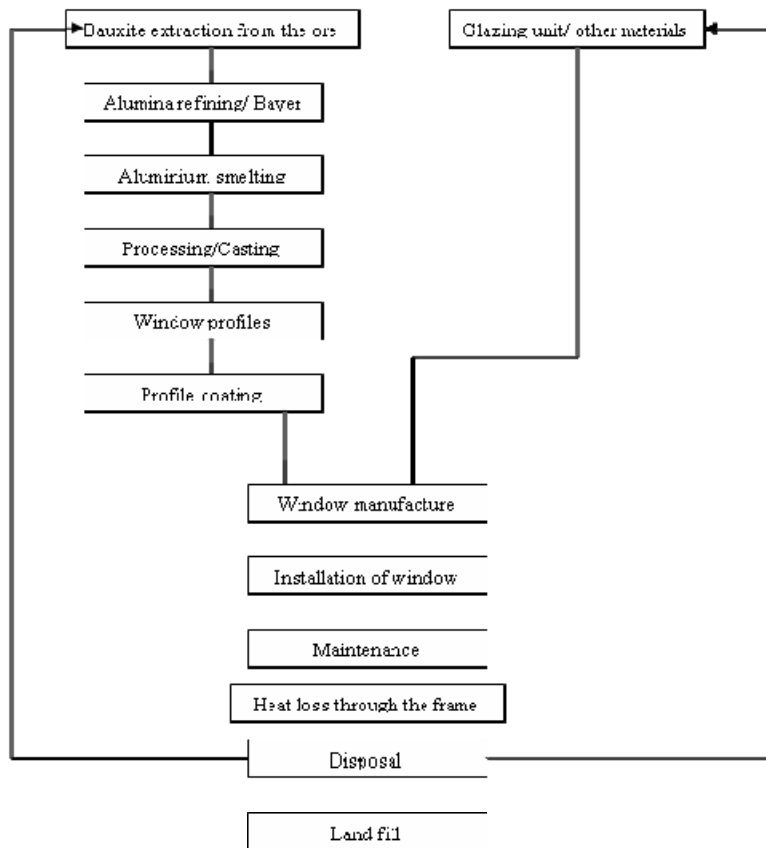 Dauxite extraction from the ore
Glazing unit/ other materials
Alumina refining/ Bayer
Aluminium smelting
Processing/Casting
Window profiles
Profile coating
Window manufacture
Installation of window
Maintenance
Heat loss through the frame
Disposal
Land fill